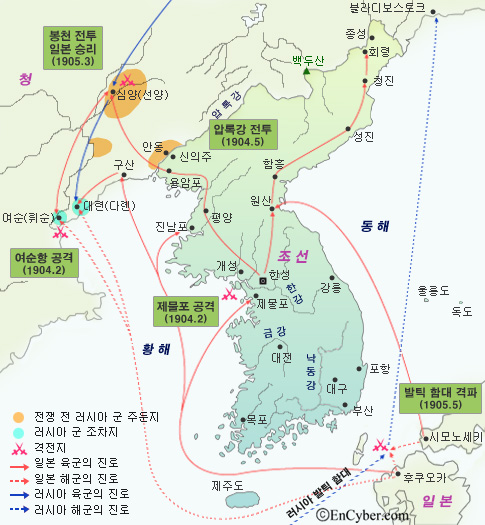 블라디보스토크
봉천 전투
일본 승리
(1905.3)
중성
회령
청
백두산
청진
심양(선양)
압록강
압록강 전투
(1904.5)
성진
안동
신의주
구산
용암포
함흥
대현(다롄)
원산
여순(뤼순)
진남포
평양
동해
여순항 공격
(1904.2)
조선
개성
한성
강릉
울릉도
제물포 공격
(1904.2)
제물포
한강
독도
황해
금강
대전
낙동강
포항
대구
부산
발틱 함대 격파
(1905.5)
목포
시모노세키
전쟁 전 러시아 군 주둔지
러시아 군 조차지
격전지
일본 육군의 진로
일본 해군의 진로
러시아 육군의 진로
러시아 해군의 진로
제주도
러시아 발틱 함대
후쿠오카
일본
©EnCyber.com